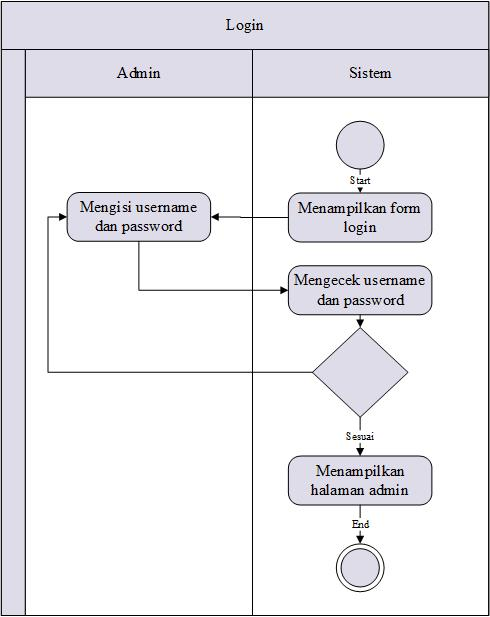 Login
Admin
Sistem
Start
Mengisi username
dan password
Menampilkan form
login
Mengecek username
dan password
Sesuai
Menampilkan
halaman admin
End